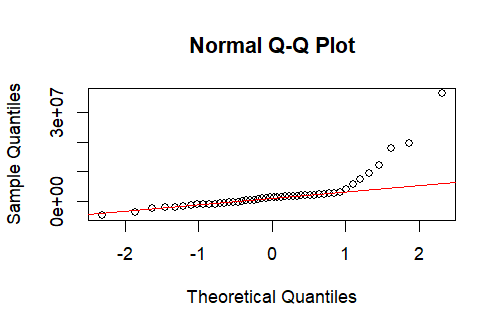 Normal Q-Q Plot
Sample Quantiles
3e+07
0e+00
-2 -1 0 1 2
Theoretical Quantiles